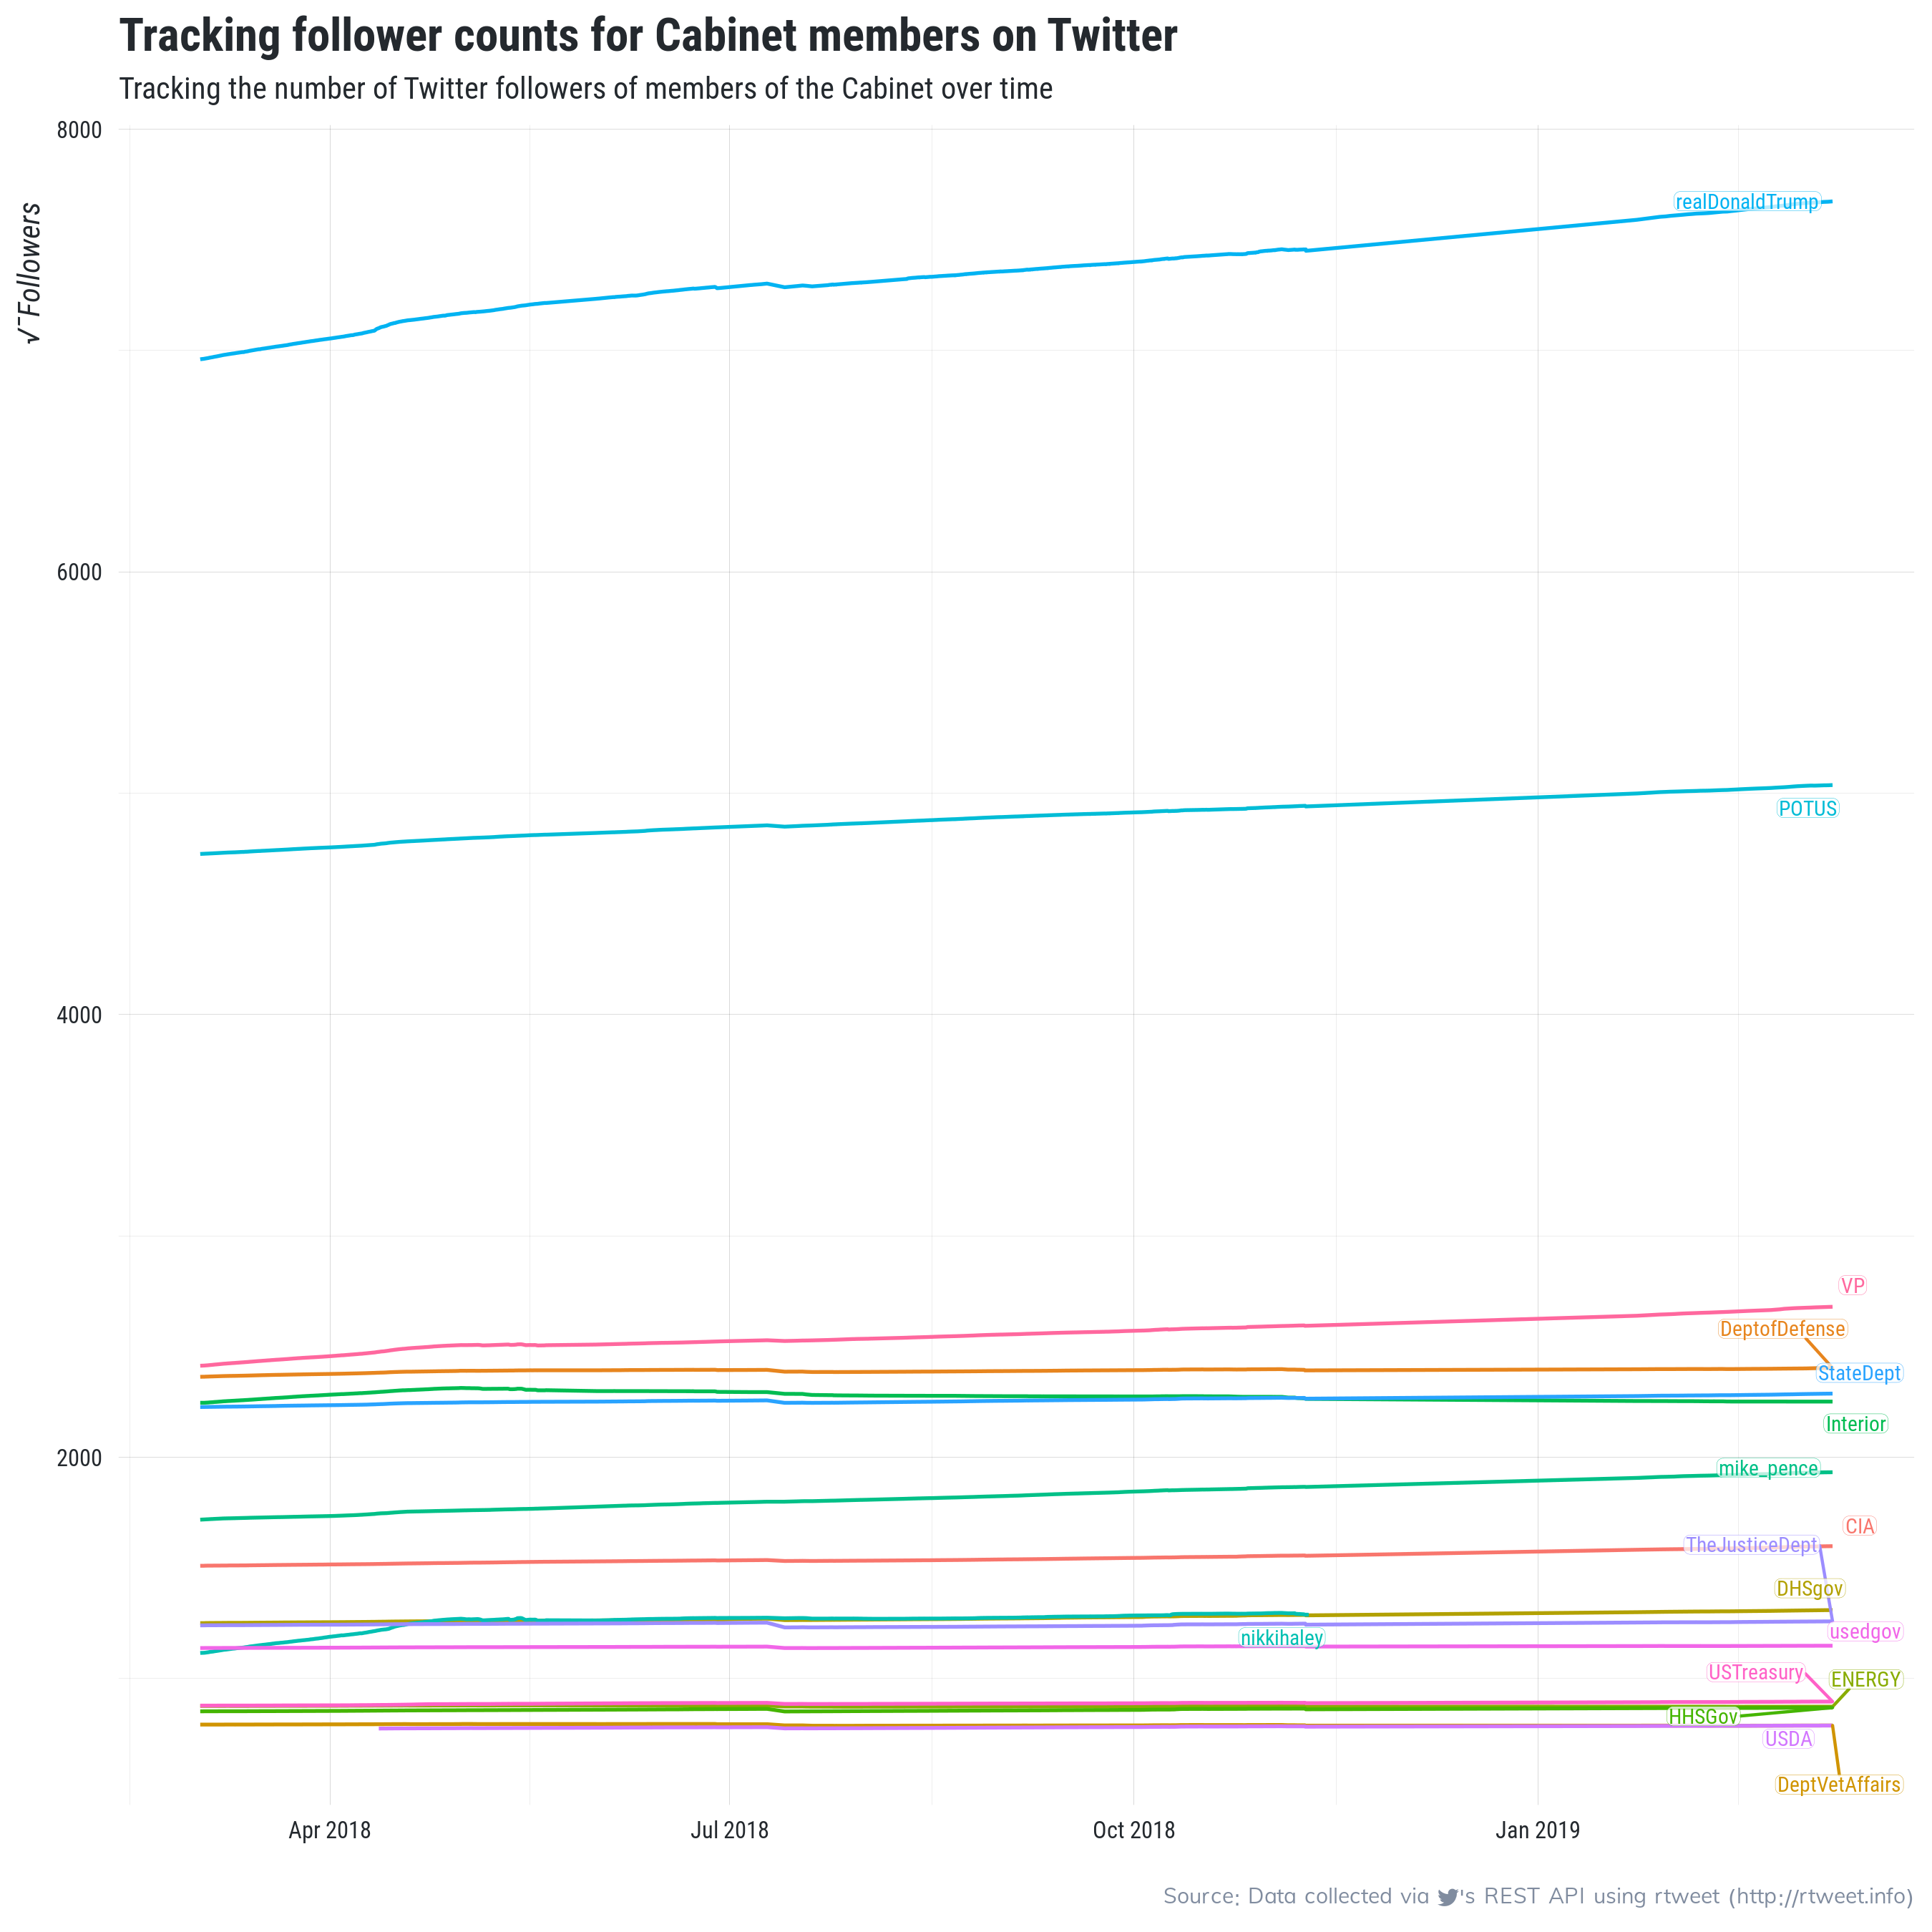 Tracking follower counts for Cabinet members on Twitter
Tracking the number of Twitter followers of members of the Cabinet over time
8000
√‾Followers
realDonaldTrump
6000
POTUS
4000
VP
DeptofDefense
StateDept
Interior
2000
mike_pence
CIA
TheJusticeDept
DHSgov
usedgov
nikkihaley
USTreasury
ENERGY
HHSGov
USDA
DeptVetAffairs
Apr 2018
Jul 2018
Oct 2018
Jan 2019
Source: Data collected via 's REST API using rtweet (http://rtweet.info)